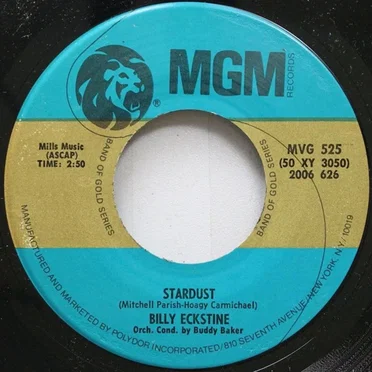 MGM
RECORDS
®
Mills Music
(ASCAP)
TIME: 2:50
MVG 525
(50 XY 3050)
2006 626
BAND OF GOLD SERIES
BAND OF GOLD SERIES
STARDUST
(Mitchell Parish-Hoagy Carmichael)
BILLY ECKSTINE
Orch. Cond. by Buddy Baker
MANUFACTURED AND MARKETED BY POLYDOR INCORPORATED/810 SEVENTH AVENUE, NEW YORK, N.Y. 10019